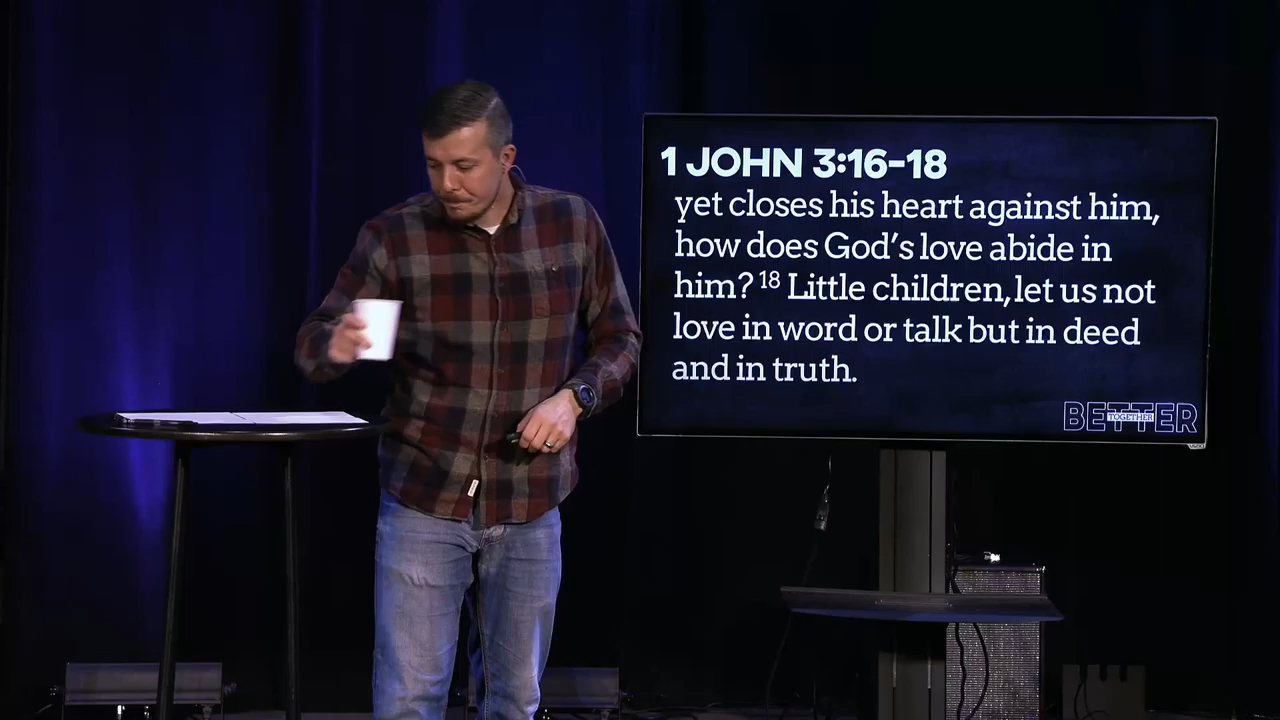 1 JOHN 3:16-18
yet closes his heart against him,
how does God's love abide in
him? 18 Little children, let us not
love in word or talk but in deed
and in truth.
BETTER
TOGETHER